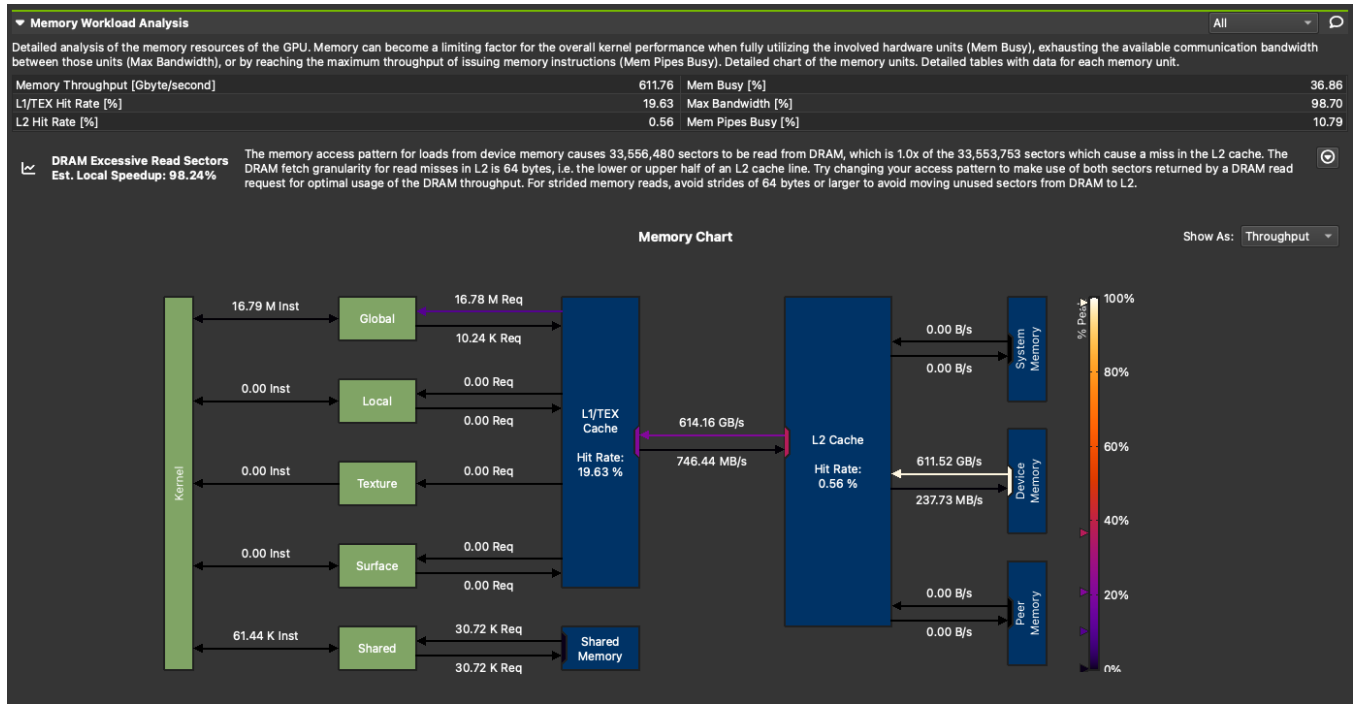 Memory Workload Analysis
All
Detailed analysis of the memory resources of the GPU. Memory can become a limiting factor for the overall kernel performance when fully utilizing the involved hardware units (Mem Busy), exhausting the available communication bandwidth
between those units (Max Bandwidth), or by reaching the maximum throughput of issuing memory instructions (Mem Pipes Busy). Detailed chart of the memory units. Detailed tables with data for each memory unit.
Memory Throughput [Gbyte/second] 611.76 Mem Busy [%] 36.86
L1/TEX Hit Rate [%] 19.63 Max Bandwidth [%] 98.70
L2 Hit Rate [%] 0.56 Mem Pipes Busy [%] 10.79
DRAM Excessive Read Sectors
Est. Local Speedup: 98.24%
The memory access pattern for loads from device memory causes 33,556,480 sectors to be read from DRAM, which is 1.0x of the 33,553,753 sectors which cause a miss in the L2 cache. The
DRAM fetch granularity for read misses in L2 is 64 bytes, i.e. the lower or upper half of an L2 cache line. Try changing your access pattern to make use of both sectors returned by a DRAM read
request for optimal usage of the DRAM throughput. For strided memory reads, avoid strides of 64 bytes or larger to avoid moving unused sectors from DRAM to L2.
Memory Chart
Show As: Throughput
Kernel
16.79 M Inst
Global
16.78 M Req
10.24 K Req
0.00 Inst
Local
0.00 Req
0.00 Req
0.00 Inst
Texture
0.00 Req
0.00 Inst
Surface
0.00 Req
0.00 Req
61.44 K Inst
Shared
30.72 K Req
30.72 K Req
L1/TEX
Cache
Hit Rate:
19.63 %
Shared
Memory
614.16 GB/s
746.44 MB/s
L2 Cache
Hit Rate:
0.56 %
0.00 B/s
0.00 B/s
System
Memory
611.52 GB/s
237.73 MB/s
Device
Memory
0.00 B/s
0.00 B/s
Peer
Memory
% Pea
100%
80%
60%
40%
20%
0%